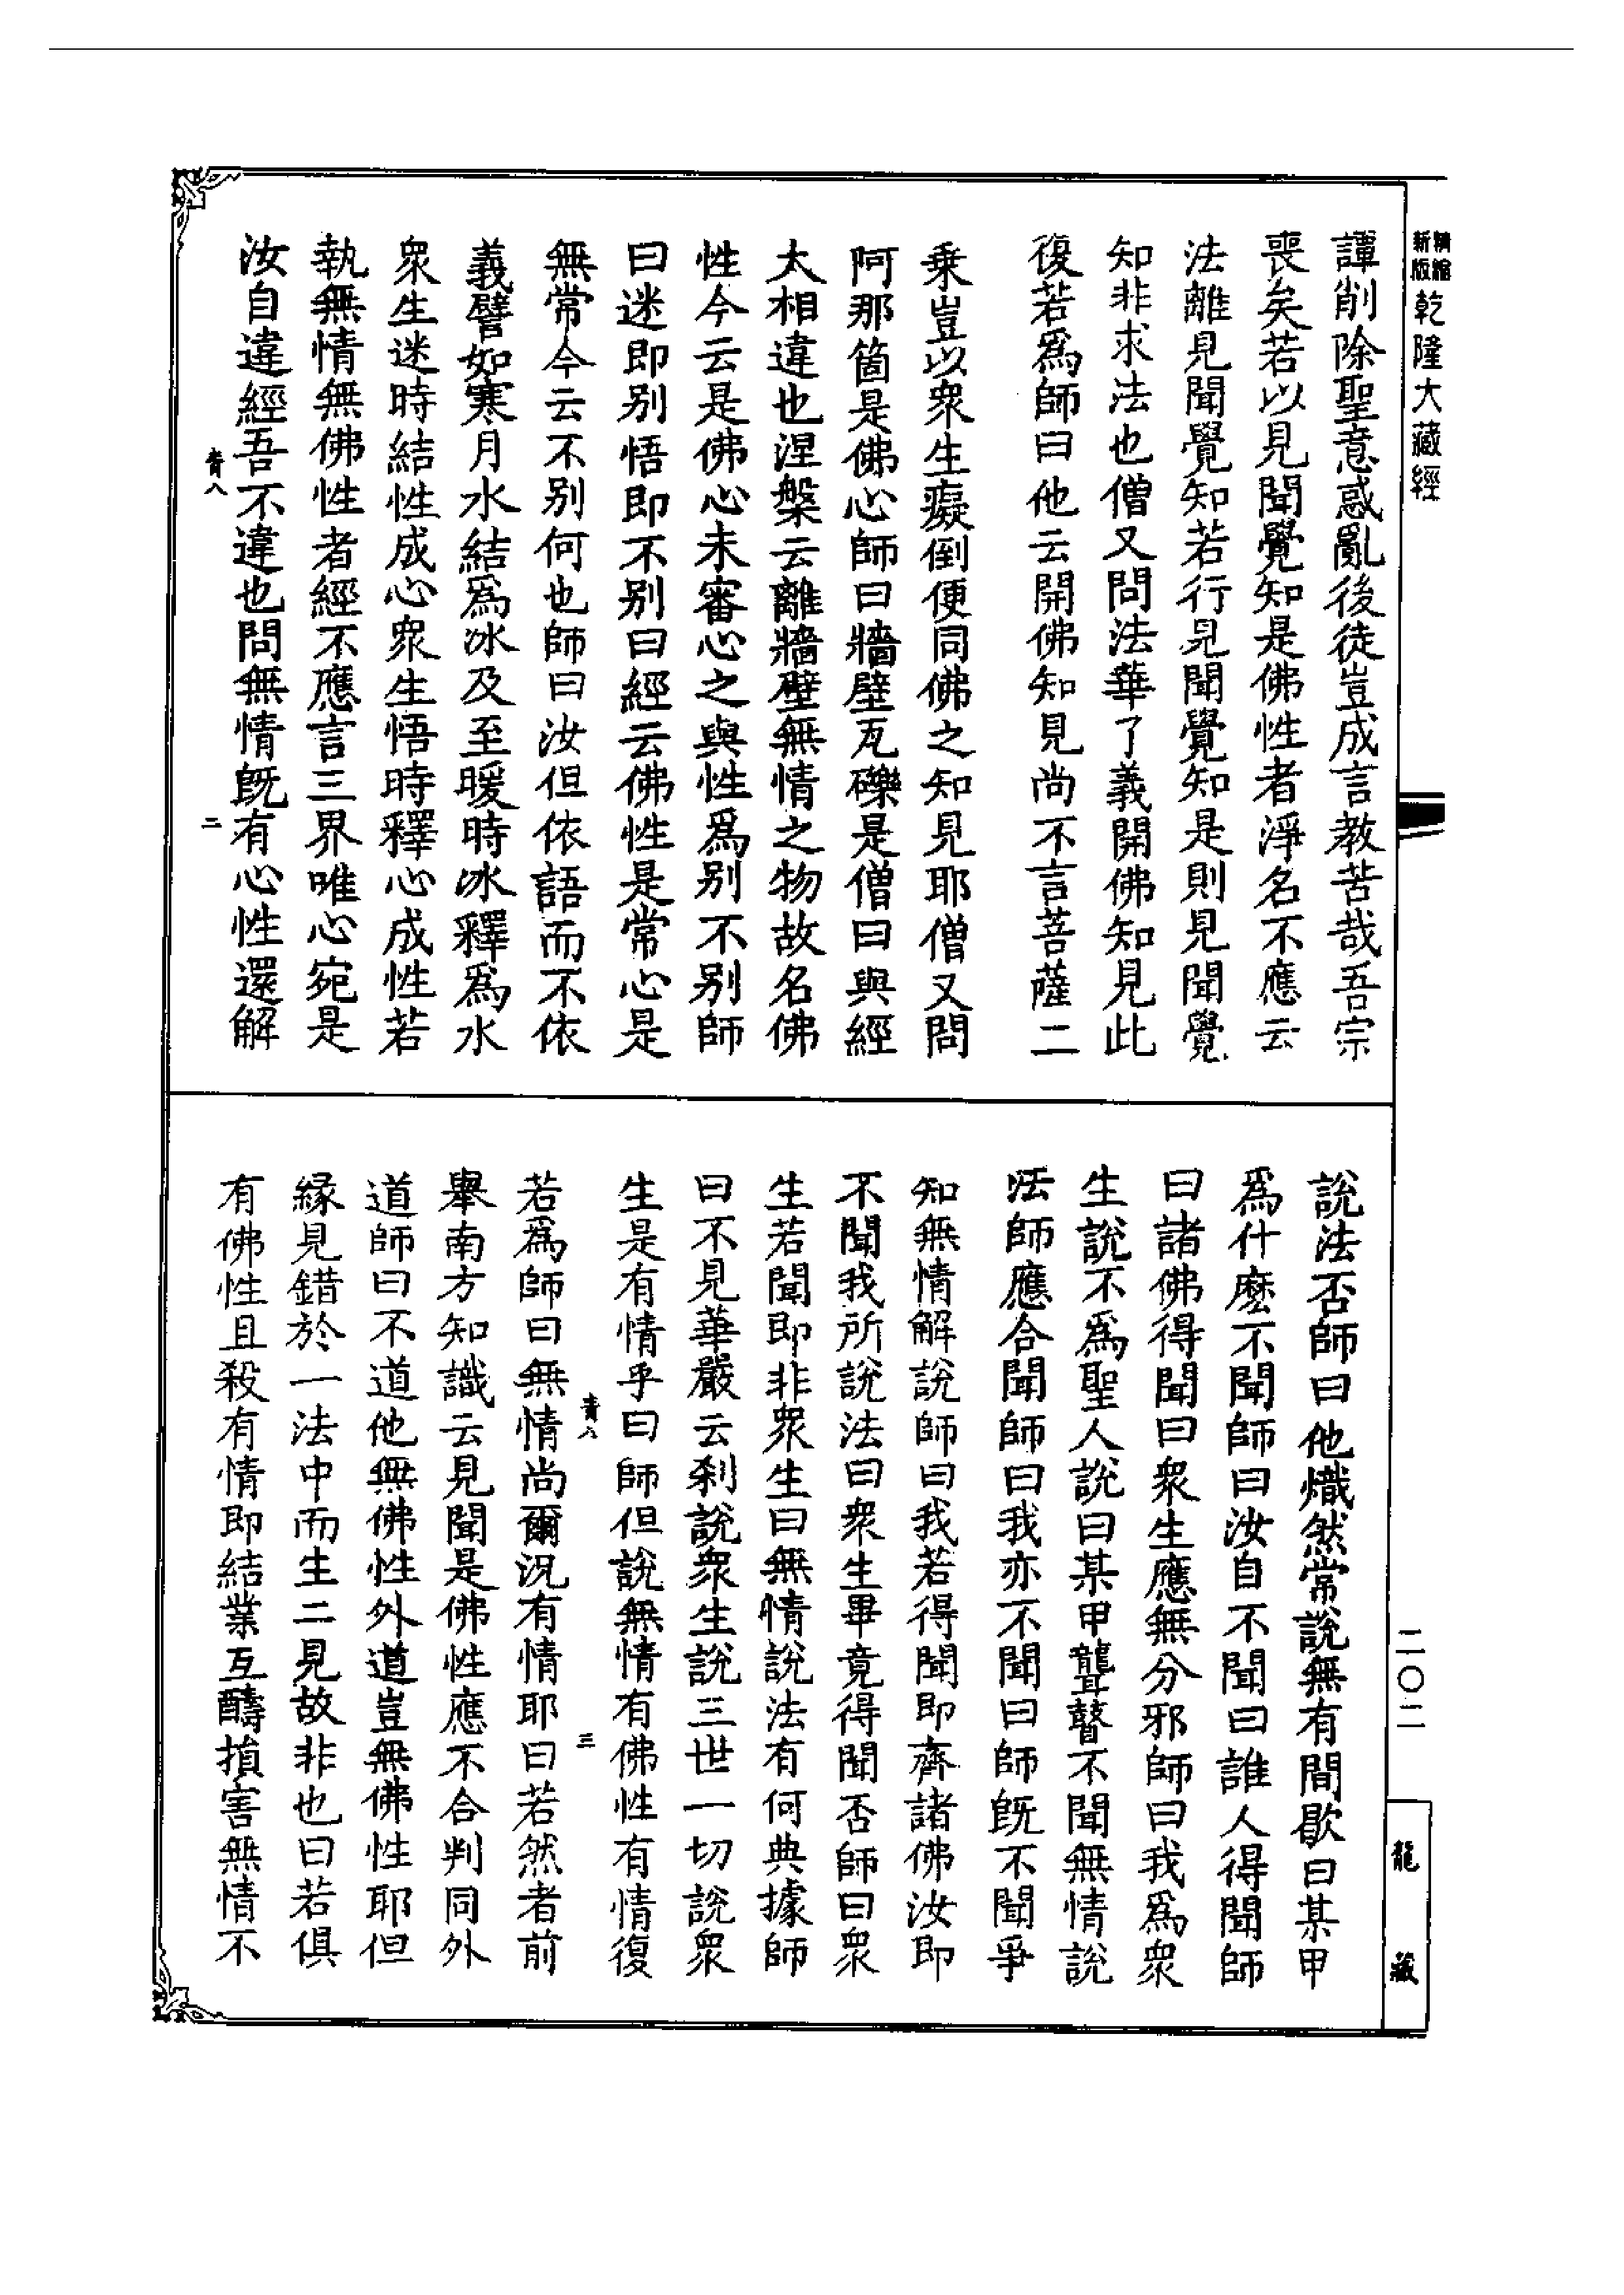 精縮
新版
乾隆大藏經
譚削除聖意惑亂後徒豈成言教苦哉吾宗
喪矣若以見聞覺知是佛性者淨名不應云
法離見聞覺知若行見聞覺知是則見聞覺
知非求法也僧又問法華了義開佛知見此
復若爲師曰他云開佛知見尚不言菩薩二
乗豈以衆生癡倒便同佛之知見耶僧又問
阿那箇是佛心師曰牆壁瓦礫是僧曰與經
太相違也涅槃云離牆壁無情之物故名佛
性今云是佛心未審心之與性爲别不别師
曰迷即别悟即不别曰經云佛性是常心是
無常今云不别何也師曰汝但依語而不依
義譬如寒月水結爲冰及至暖時冰釋爲水
衆生迷時結性成心衆生悟時釋心成性若
執無情無佛性者經不應言三界唯心宛是
汝自違經吾不違也問無情既有心性還解
青八
二
説法否師曰他熾然常説無有間歇曰某甲
爲什麽不聞師曰汝自不聞曰誰人得聞師
曰諸佛得聞曰衆生應無分邪師曰我爲衆
生説不爲聖人説曰某甲聾瞽不聞無情説
法師應合聞師曰我亦不聞曰師既不聞爭
知無情解説師曰我若得聞即齊諸佛汝即
不聞我所説法曰衆生畢竟得聞否師曰衆
生若聞即非衆生曰無情説法有何典據師
曰不見華嚴云刹説衆生説三世一切説衆
生是有情乎曰師但説無情有佛性有情復
青八
三
若爲師曰無情尚爾況有情耶曰若然者前
舉南方知識云見聞是佛性應不合判同外
道師曰不道他無佛性外道豈無佛性耶但
緣見錯於一法中而生二見故非也曰若俱
有佛性且殺有情即結業互醻損害無情不
二〇二
龍藏